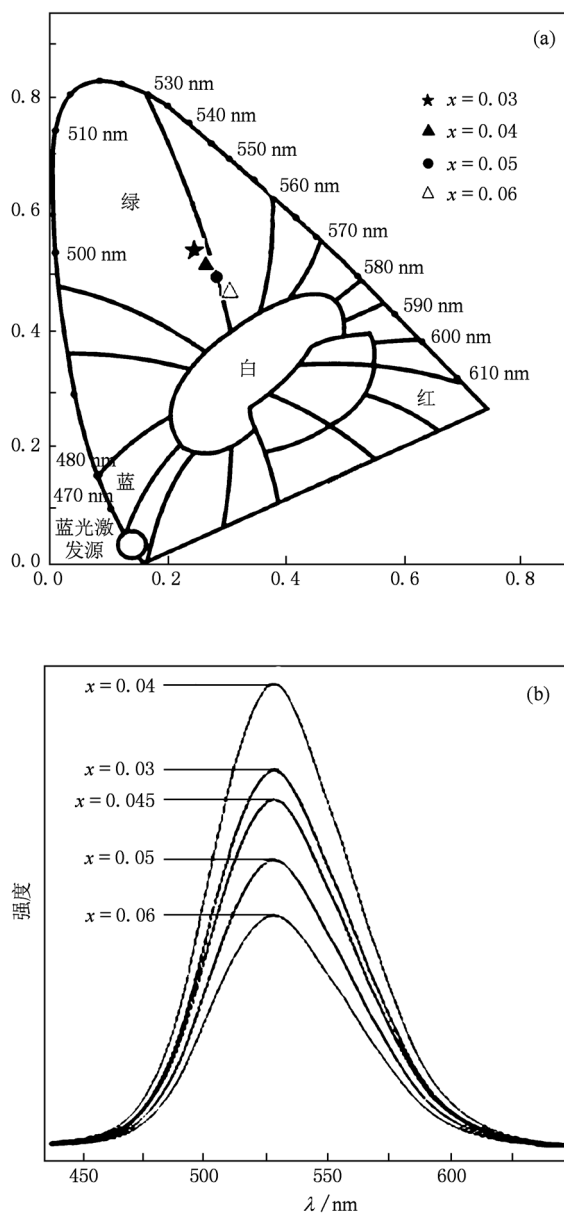 (a)
★ x = 0.03
▲ x = 0.04
● x = 0.05
△ x = 0.06
0.8
0.6
0.4
0.2
0.0
530 nm
540 nm
550 nm
560 nm
570 nm
580 nm
590 nm
600 nm
610 nm
510 nm
500 nm
480 nm
470 nm
绿
白
红
蓝
蓝光激
发源
0.0 0.2 0.4 0.6 0.8
(b)
x = 0.04
x = 0.03
x = 0.045
x = 0.05
x = 0.06
强度
450 500 550 600
λ / nm